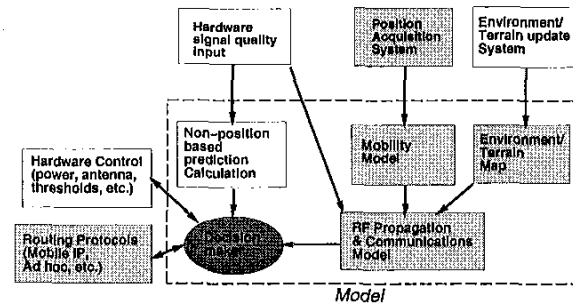 Hardware
signal quality
input
Position
Acquisition
System
Environment/
Terrain update
System
Non-position
based
prediction
Calculation
Mobility
Model
Environment/
Terrain
Map
Hardware Control
(power, antenna,
thresholds, etc.)
Routing Protocols
(Mobile IP,
Ad hoc, etc.)
Decision
maker
RF Propagation
& Communications
Model
Model